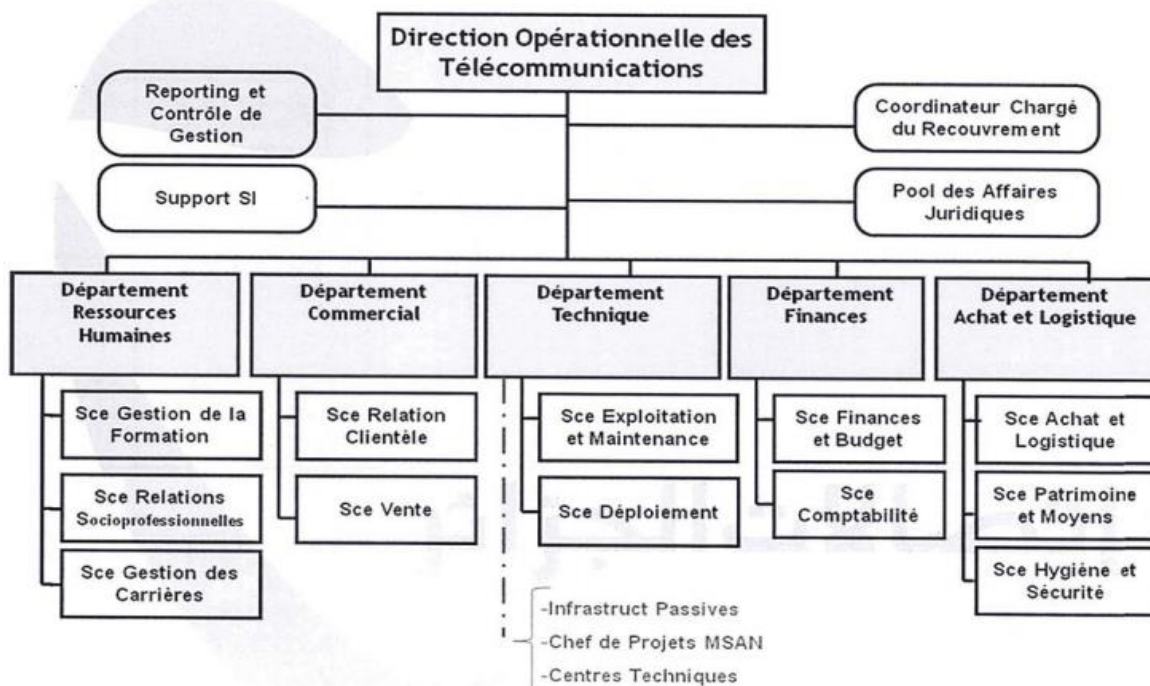 Direction Opérationnelle des
Télécommunications
Reporting et
Contrôle de
Gestion
Coordinateur Chargé
du Recouvrement
Support SI
Pool des Affaires
Juridiques
Département
Ressources
Humaines
Département
Commercial
Département
Technique
Département
Finances
Département
Achat et Logistique
Sce Gestion de la
Formation
Sce Relations
Socioprofessionnelles
Sce Gestion des
Carrières
Sce Relation
Clientèle
Sce Vente
Sce Exploitation
et Maintenance
Sce Déploiement
-Infrastruct Passives
-Chef de Projets MSAN
-Centres Techniques
Sce Finances
et Budget
Sce
Comptabilité
Sce Achat et
Logistique
Sce Patrimoine
et Moyens
Sce Hygiène et
Sécurité